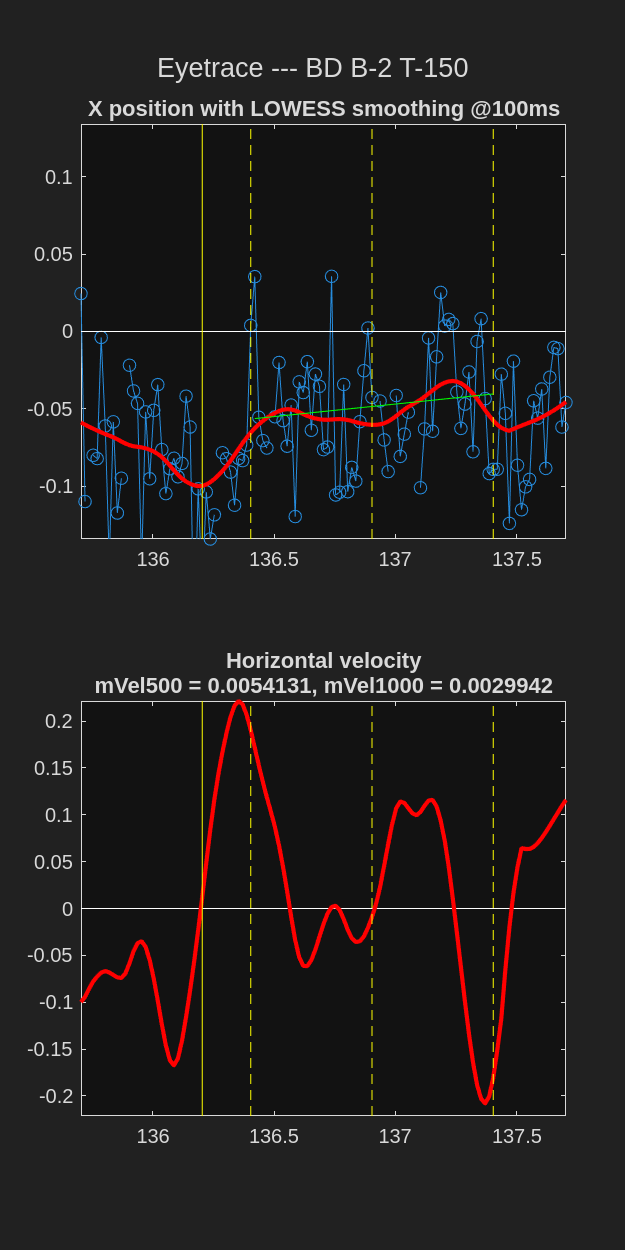 Eyetrace --- BD B-2 T-150
X position with LOWESS smoothing @100ms
0.1
0.05
0
-0.05
-0.1
136 136.5 137 137.5
Horizontal velocity
mVel500 = 0.0054131, mVel1000 = 0.0029942
0.2
0.15
0.1
0.05
0
-0.05
-0.1
-0.15
-0.2
136 136.5 137 137.5